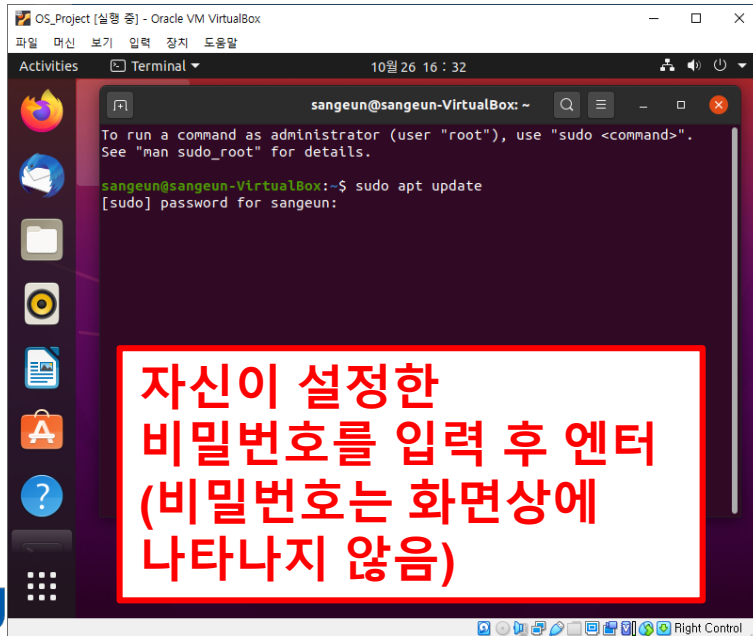 OS_Project [실행 중] - Oracle VM VirtualBox
파일 머신 보기 입력 장치 도움말
Activities Terminal 10월 26 16 : 32
sangeun@sangeun-VirtualBox: ~
To run a command as administrator (user "root"), use "sudo <command>".
See "man sudo_root" for details.
sangeun@sangeun-VirtualBox:~$ sudo apt update
[sudo] password for sangeun:
자신이 설정한
비밀번호를 입력 후 엔터
(비밀번호는 화면상에
나타나지 않음)
Right Control